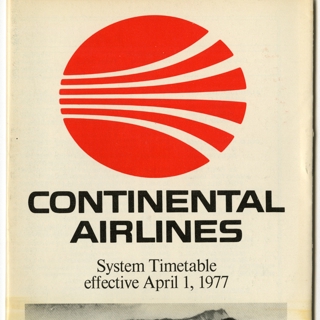 CONTINENTAL
AIRLINES
System Timetable
effective April 1, 1977